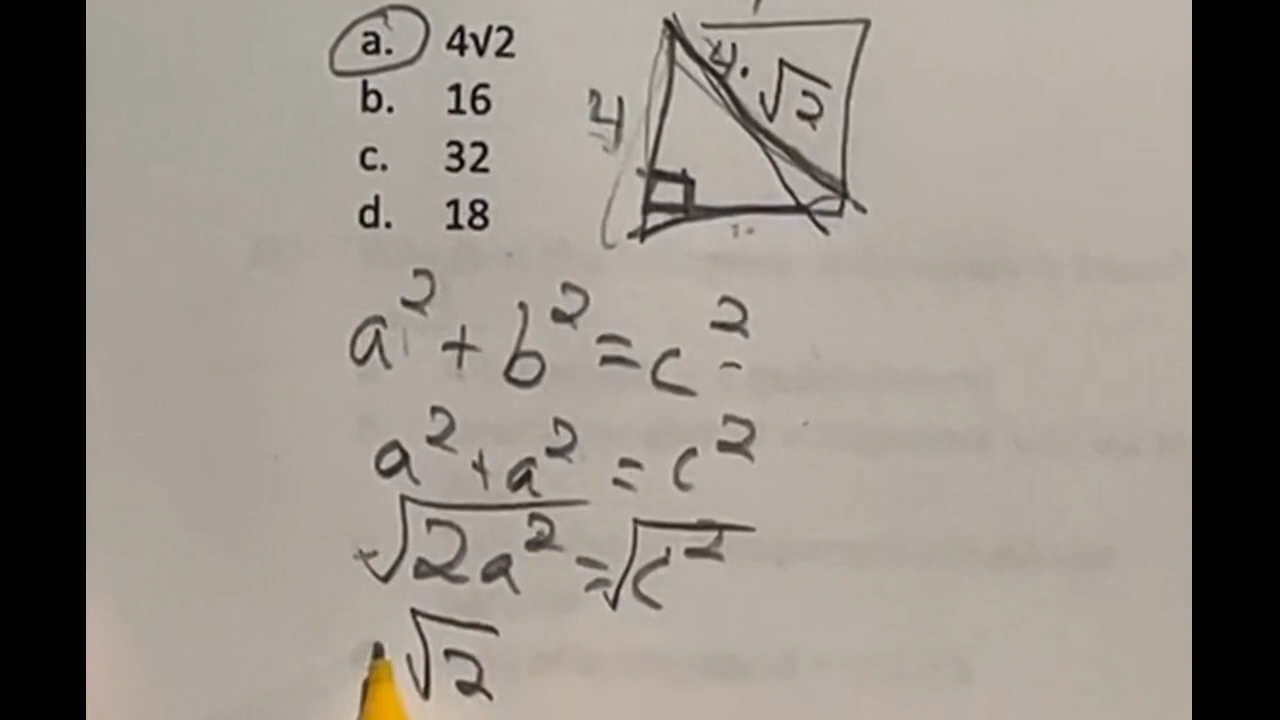 a. 4√2
b. 16
c. 32
d. 18
4
4·√2
a² + b² = c²
a² + a² = c²
√2a² = √c²
√2